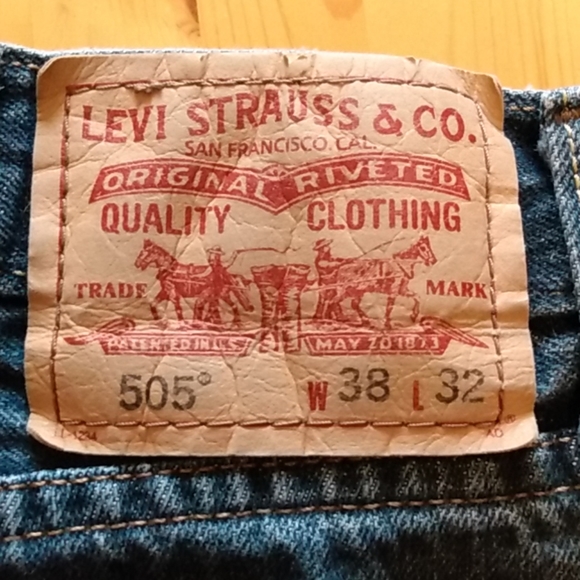 LEVI STRAUSS & CO.
SAN FRANCISCO, CAL.
ORIGINAL RIVETED
QUALITY CLOTHING
TRADE MARK
PATENTED IN U.S. MAY 20 1873
505° W 38 L 32